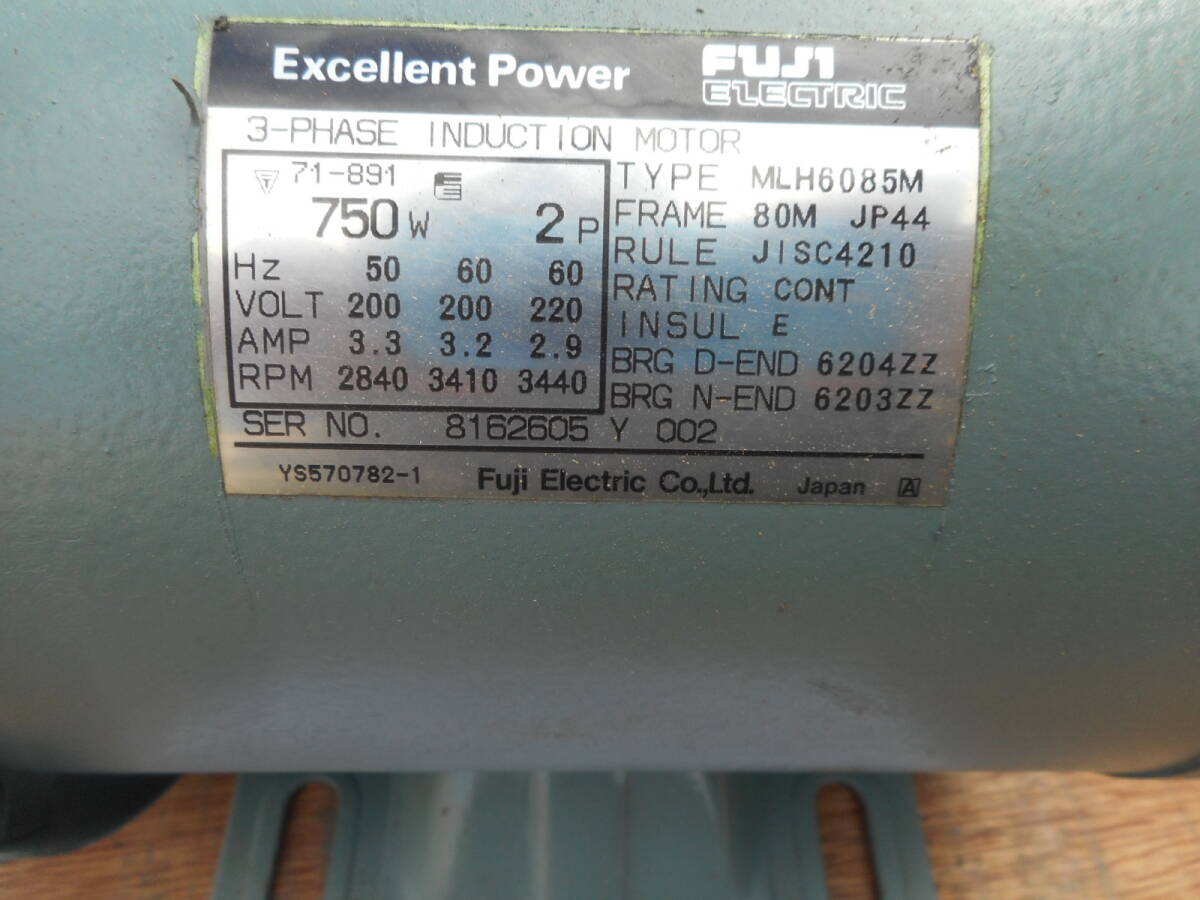 Excellent Power FUJI ELECTRIC
3-PHASE INDUCTION MOTOR
71-891
750 W 2 P
Hz 50 60 60
VOLT 200 200 220
AMP 3.3 3.2 2.9
RPM 2840 3410 3440
TYPE MLH6085M
FRAME 80M JP44
RULE JISC4210
RATING CONT
INSUL E
BRG D-END 6204ZZ
BRG N-END 6203ZZ
SER NO. 8162605 Y 002
YS570782-1 Fuji Electric Co.,Ltd. Japan A